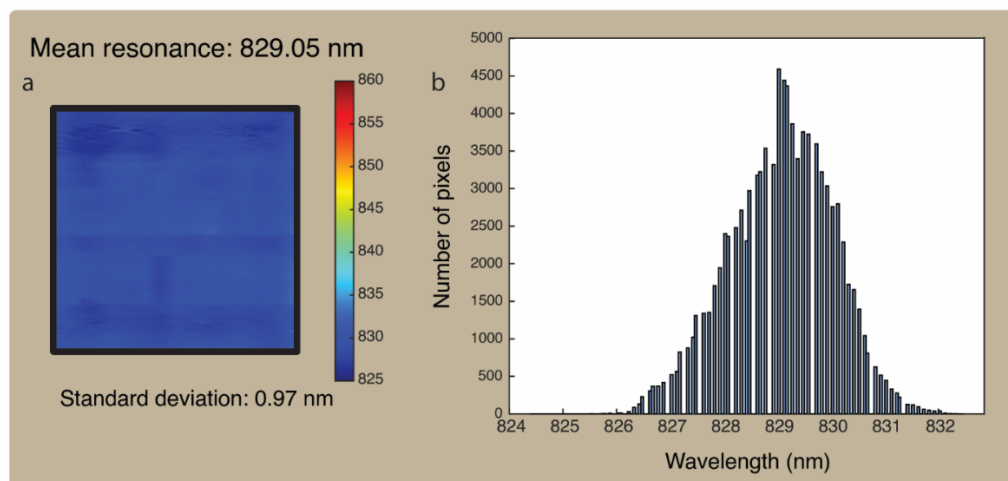 Mean resonance: 829.05 nm
a
860
855
850
845
840
835
830
825
Standard deviation: 0.97 nm
b
Number of pixels
5000
4500
4000
3500
3000
2500
2000
1500
1000
500
0
824 825 826 827 828 829 830 831 832
Wavelength (nm)